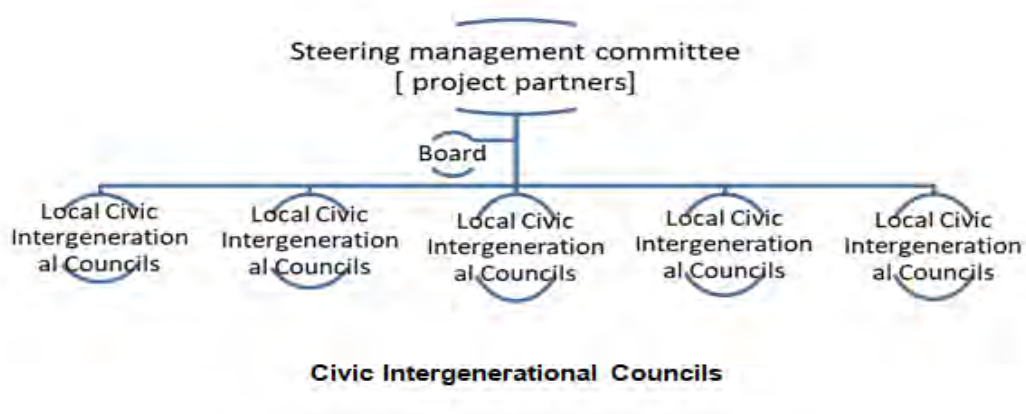 Steering management committee
[ project partners]
Board
Local Civic
Intergeneration
al Councils
Local Civic
Intergeneration
al Councils
Local Civic
Intergeneration
al Councils
Local Civic
Intergeneration
al Councils
Local Civic
Intergeneration
al Councils
Civic Intergenerational Councils